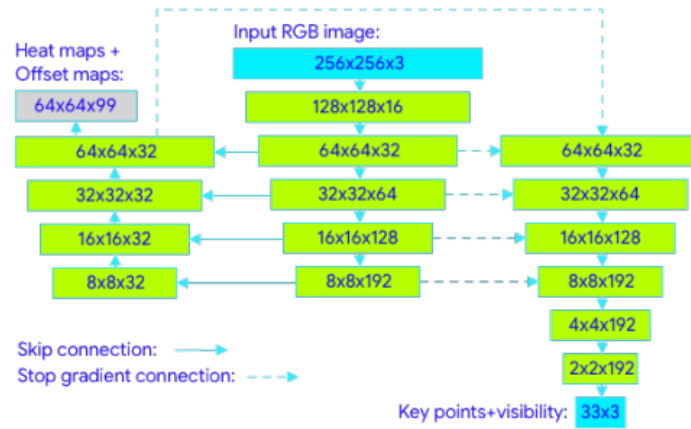 Input RGB image:
Heat maps +
Offset maps:
256x256x3
64x64x99
128x128x16
64x64x32
64x64x32
64x64x32
32x32x32
32x32x64
32x32x64
16x16x32
16x16x128
16x16x128
8x8x32
8x8x192
8x8x192
4x4x192
Skip connection:
2x2x192
Stop gradient connection:
Key points+visibility:
33x3